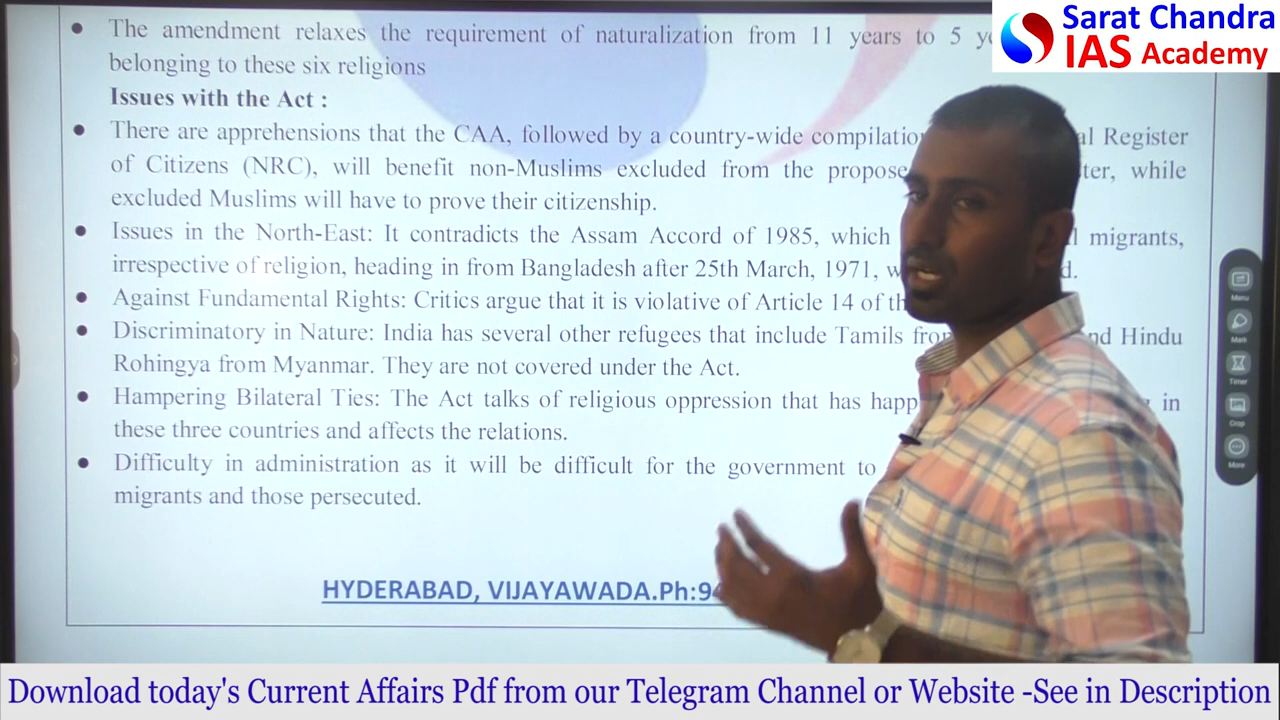 Sarat Chandra
IAS Academy
● The amendment relaxes the requirement of naturalization from 11 years to 5
belonging to these six religions
Issues with the Act :
● There are apprehensions that the CAA, followed by a country-wide Register
of Citizens (NRC), will benefit non-Muslims excluded from the while
excluded Muslims will have to prove their citizenship.
● Issues in the North-East: It contradicts the Assam Accord of 1985, which migrants,
irrespective of religion, heading in from Bangladesh after 25th March, 1971,
● Against Fundamental Rights: Critics argue that it is violative of Article 14 of
● Discriminatory in Nature: India has several other refugees that include Tamils Hindu
Rohingya from Myanmar. They are not covered under the Act.
● Hampering Bilateral Ties: The Act talks of religious oppression that has in
these three countries and affects the relations.
● Difficulty in administration as it will be difficult for the government to
migrants and those persecuted.
HYDERABAD, VIJAYAWADA.Ph:9
Menu
Mark
Timer
Crop
More
Download today's Current Affairs Pdf from our Telegram Channel or Website -See in Description